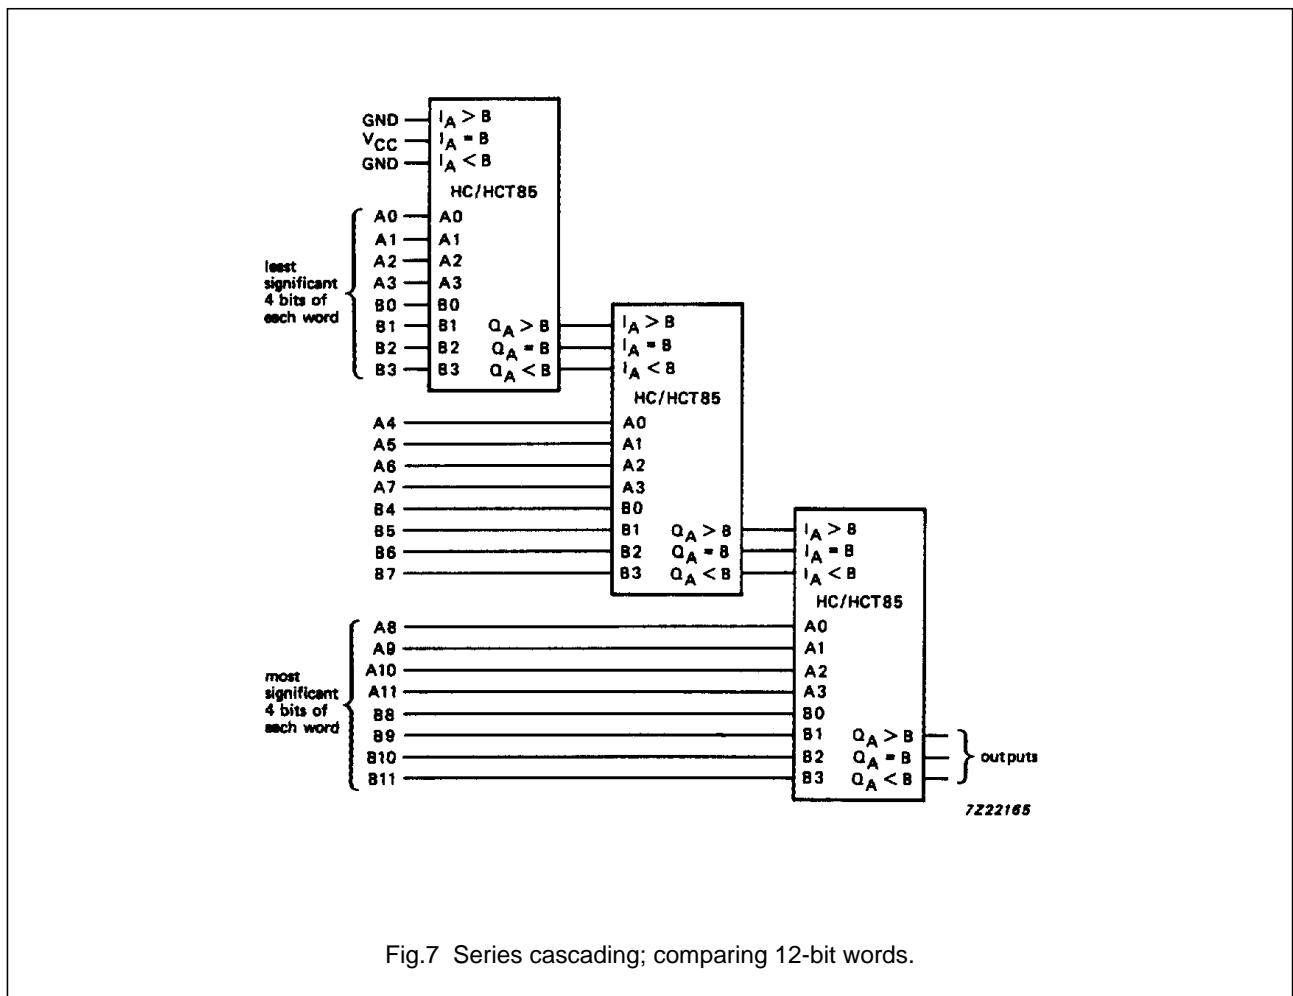 GND I_A > B
V_CC I_A = B
GND I_A < B
HC/HCT85
A0 A0
A1 A1
A2 A2
A3 A3
B0 B0
B1 B1 Q_A > B
B2 B2 Q_A = B
B3 B3 Q_A < B
least
significant
4 bits of
each word
I_A > B
I_A = B
I_A < B
HC/HCT85
A4 A0
A5 A1
A6 A2
A7 A3
B4 B0
B5 B1 Q_A > B
B6 B2 Q_A = B
B7 B3 Q_A < B
I_A > B
I_A = B
I_A < B
HC/HCT85
most
significant
4 bits of
each word
A8 A0
A9 A1
A10 A2
A11 A3
B8 B0
B9 B1 Q_A > B
B10 B2 Q_A = B
B11 B3 Q_A < B
outputs
7Z22165
Fig.7 Series cascading; comparing 12-bit words.